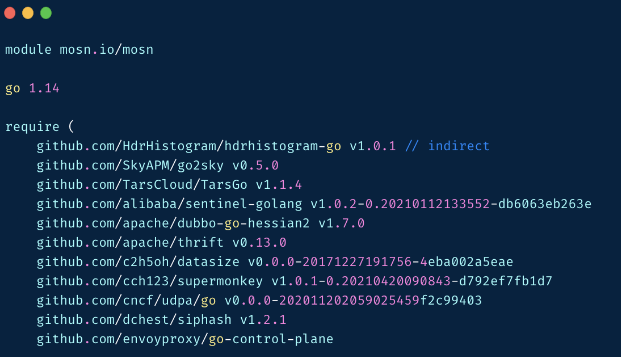 module mosn.io/mosn
go 1.14
require (
github.com/HdrHistogram/hdrhistogram-go v1.0.1 // indirect
github.com/SkyAPM/go2sky v0.5.0
github.com/TarsCloud/TarsGo v1.1.4
github.com/alibaba/sentinel-golang v1.0.2-0.20210112133552-db6063eb263e
github.com/apache/dubbo-go-hessian2 v1.7.0
github.com/apache/thrift v0.13.0
github.com/c2h5oh/datasize v0.0.0-20171227191756-4eba002a5eae
github.com/cch123/supermonkey v1.0.1-0.20210420090843-d792ef7fb1d7
github.com/cncf/udpa/go v0.0.0-202011202059025459f2c99403
github.com/dchest/siphash v1.2.1
github.com/envoyproxy/go-control-plane